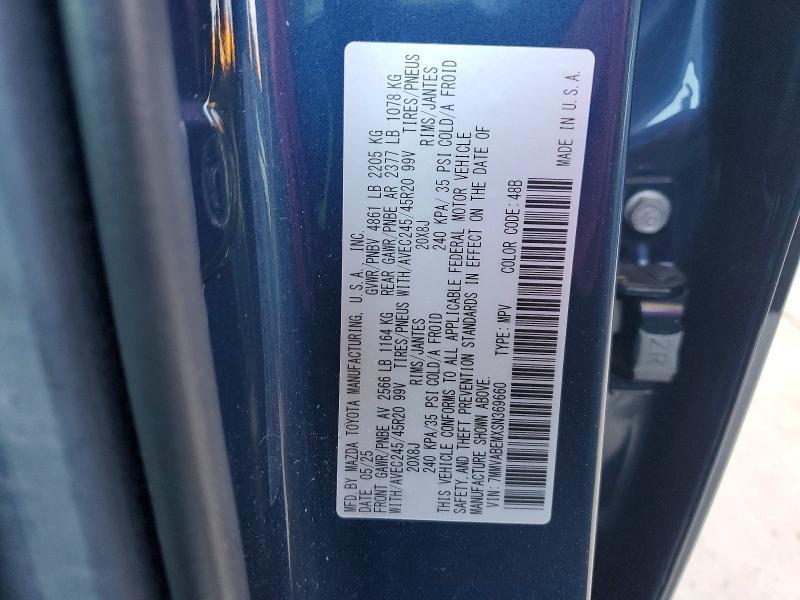 MFD.BY MAZDA TOYOTA MANUFACTURING, U.S.A., INC.
DATE 05/25 GVWR/PNBV 4861 LB 2205 KG
FRONT GAWR/PNBE AV 2566 LB 1164 KG REAR GAWR/PNBE AR 2377 LB 1078 KG
WITH/AVEC245/45R20 99V TIRES/PNEUS WITH/AVEC245/45R20 99V TIRES/PNEUS
20X8J RIMS/JANTES 20X8J RIMS/JANTES
240 KPA/35 PSI COLD/A FROID 240 KPA/ 35 PSI COLD/A FROID
THIS VEHICLE CONFORMS TO ALL APPLICABLE FEDERAL MOTOR VEHICLE
SAFETY,AND THEFT PREVENTION STANDARDS IN EFFECT ON THE DATE OF
MANUFACTURE SHOWN ABOVE.
VIN: 7MMVABEMXSN369660 TYPE: MPV COLOR CODE: 48B
MADE IN U.S.A.
ZR